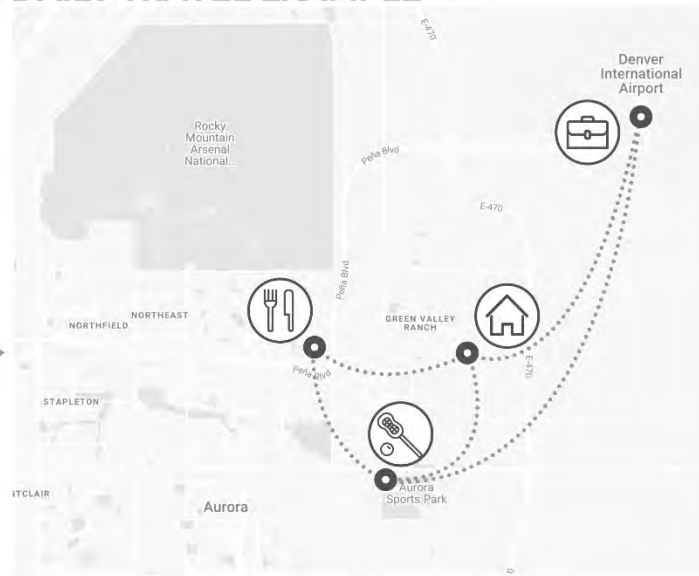 E-470
Denver
International
Airport
Rocky
Mountain
Arsenal
National...
Peña Blvd
E-470
Peña Blvd
NORTHEAST
NORTHFIELD
GREEN VALLEY
RANCH
E-470
Peña Blvd
STAPLETON
Aurora
Sports Park
Aurora